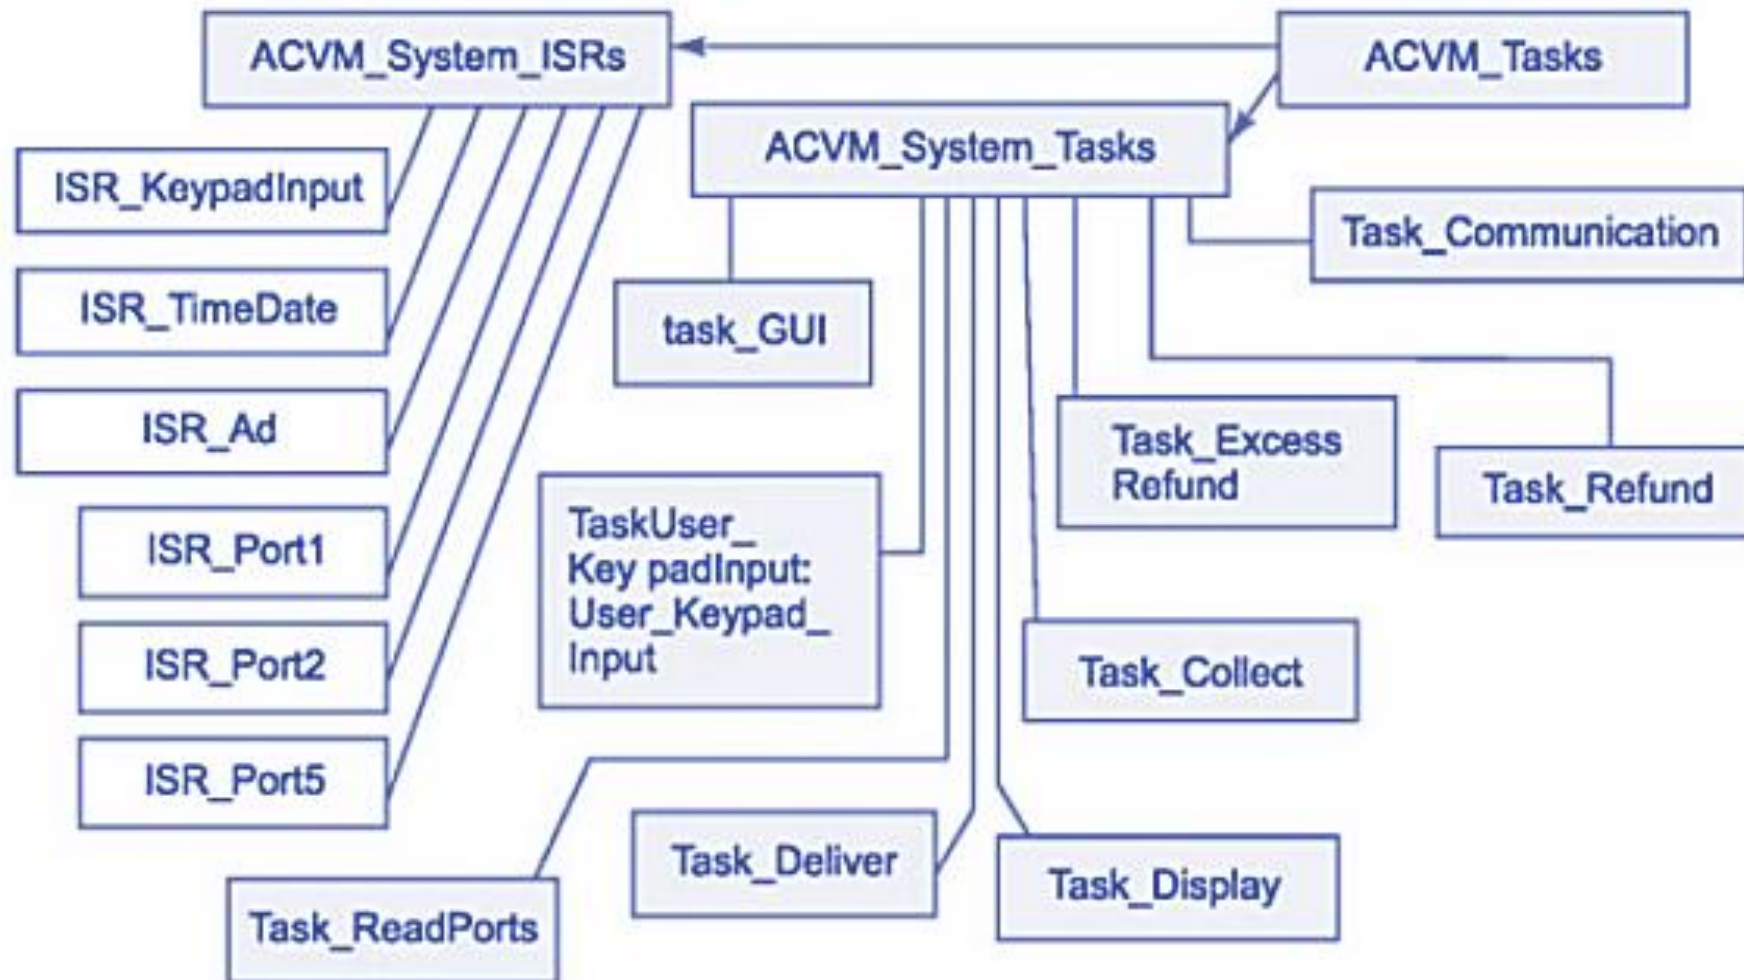 ACVM_System_ISRs
ACVM_Tasks
ACVM_System_Tasks
ISR_KeypadInput
Task_Communication
ISR_TimeDate
task_GUI
ISR_Ad
Task_Excess
Refund
Task_Refund
ISR_Port1
TaskUser_
Key padInput:
User_Keypad_
Input
ISR_Port2
Task_Collect
ISR_Port5
Task_Deliver
Task_Display
Task_ReadPorts